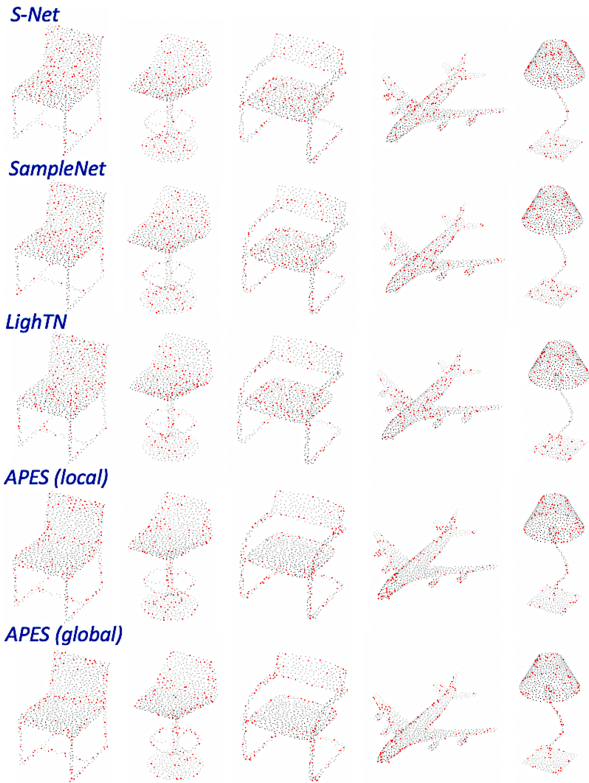 S-Net
SampleNet
LighTN
APES (local)
APES (global)